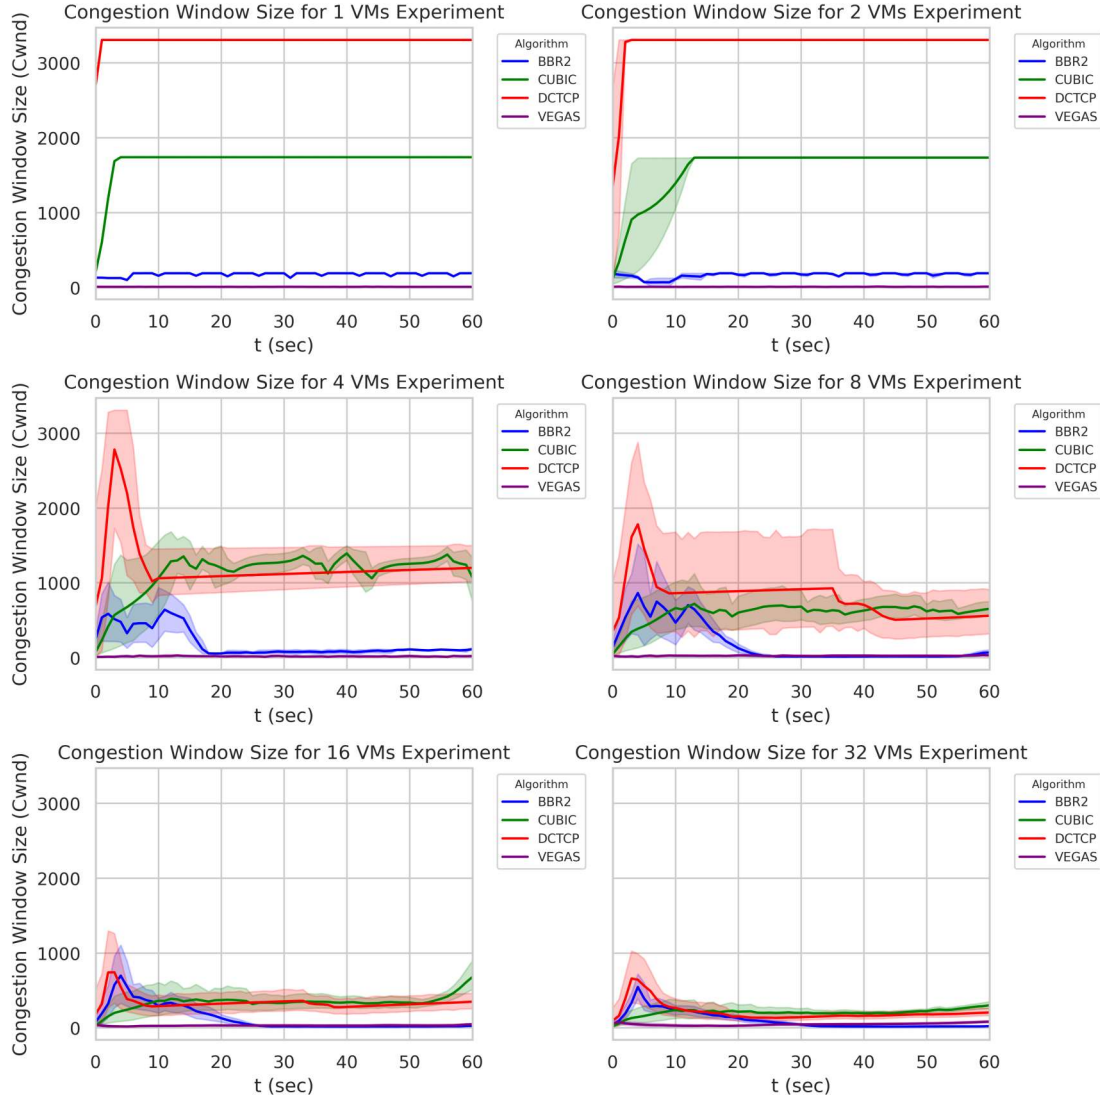 Congestion Window Size for 1 VMs Experiment
Congestion Window Size (Cwnd)
3000
2000
1000
0
0 10 20 30 40 50 60
t (sec)
Algorithm
BBR2
CUBIC
DCTCP
VEGAS
Congestion Window Size for 2 VMs Experiment
0 10 20 30 40 50 60
t (sec)
Algorithm
BBR2
CUBIC
DCTCP
VEGAS
Congestion Window Size for 4 VMs Experiment
Congestion Window Size (Cwnd)
3000
2000
1000
0
0 10 20 30 40 50 60
t (sec)
Algorithm
BBR2
CUBIC
DCTCP
VEGAS
Congestion Window Size for 8 VMs Experiment
0 10 20 30 40 50 60
t (sec)
Algorithm
BBR2
CUBIC
DCTCP
VEGAS
Congestion Window Size for 16 VMs Experiment
Congestion Window Size (Cwnd)
3000
2000
1000
0
0 10 20 30 40 50 60
t (sec)
Algorithm
BBR2
CUBIC
DCTCP
VEGAS
Congestion Window Size for 32 VMs Experiment
0 10 20 30 40 50 60
t (sec)
Algorithm
BBR2
CUBIC
DCTCP
VEGAS